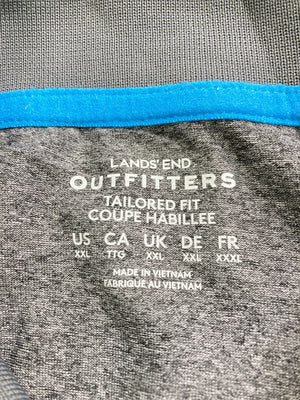 LANDS' END
OUTFITTERS
TAILORED FIT
COUPE HABILLÉE
US CA UK DE FR
XXL TTG XXL XXL XXXL
MADE IN VIETNAM
FABRIQUÉ AU VIETNAM